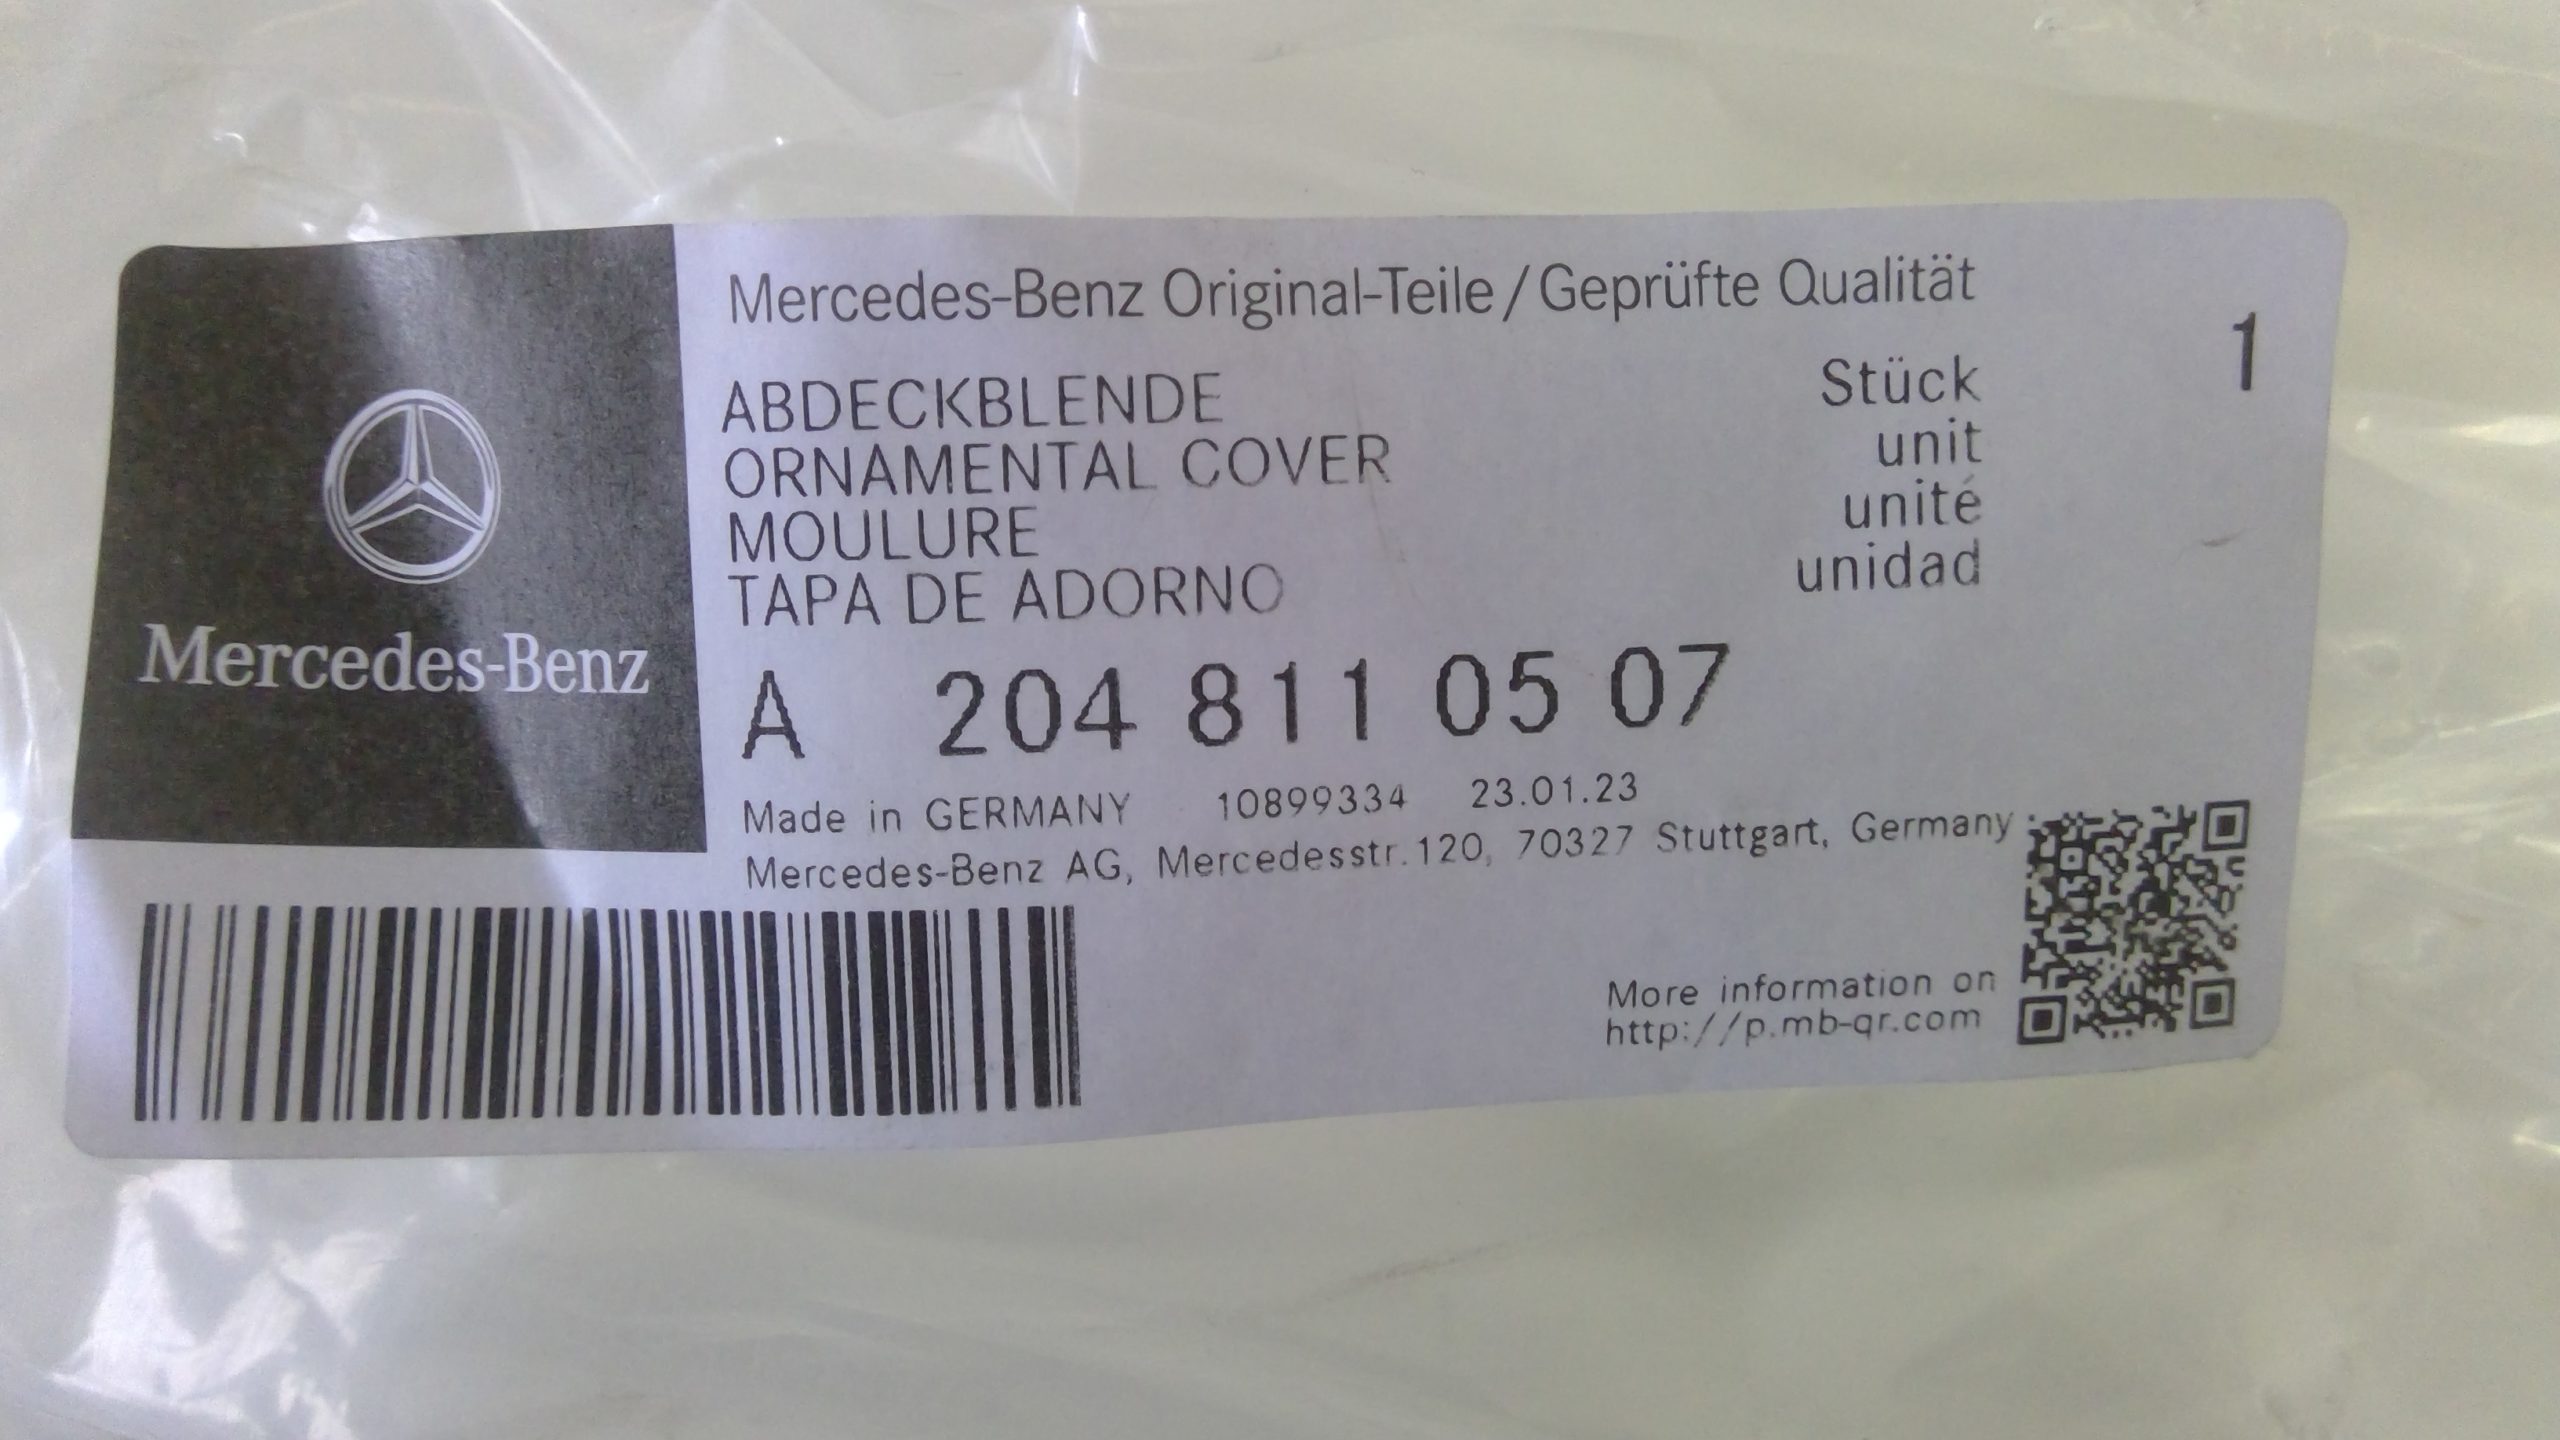 Mercedes-Benz Original-Teile/Geprüfte Qualität
ABDECKBLENDE
ORNAMENTAL COVER
MOULURE
TAPA DE ADORNO
Stück 1
unit
unité
unidad
Mercedes-Benz
A 204 811 05 07
Made in GERMANY 10899334 23.01.23
Mercedes-Benz AG, Mercedesstr.120, 70327 Stuttgart, Germany
More information on
http://p.mb-qr.com